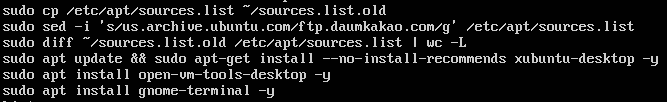 sudo cp /etc/apt/sources.list ~/sources.list.old
sudo sed -i 's/us.archive.ubuntu.com/ftp.daumkakao.com/g' /etc/apt/sources.list
sudo diff ~/sources.list.old /etc/apt/sources.list | wc -L
sudo apt update && sudo apt-get install --no-install-recommends xubuntu-desktop -y
sudo apt install open-vm-tools-desktop -y
sudo apt install gnome-terminal -y